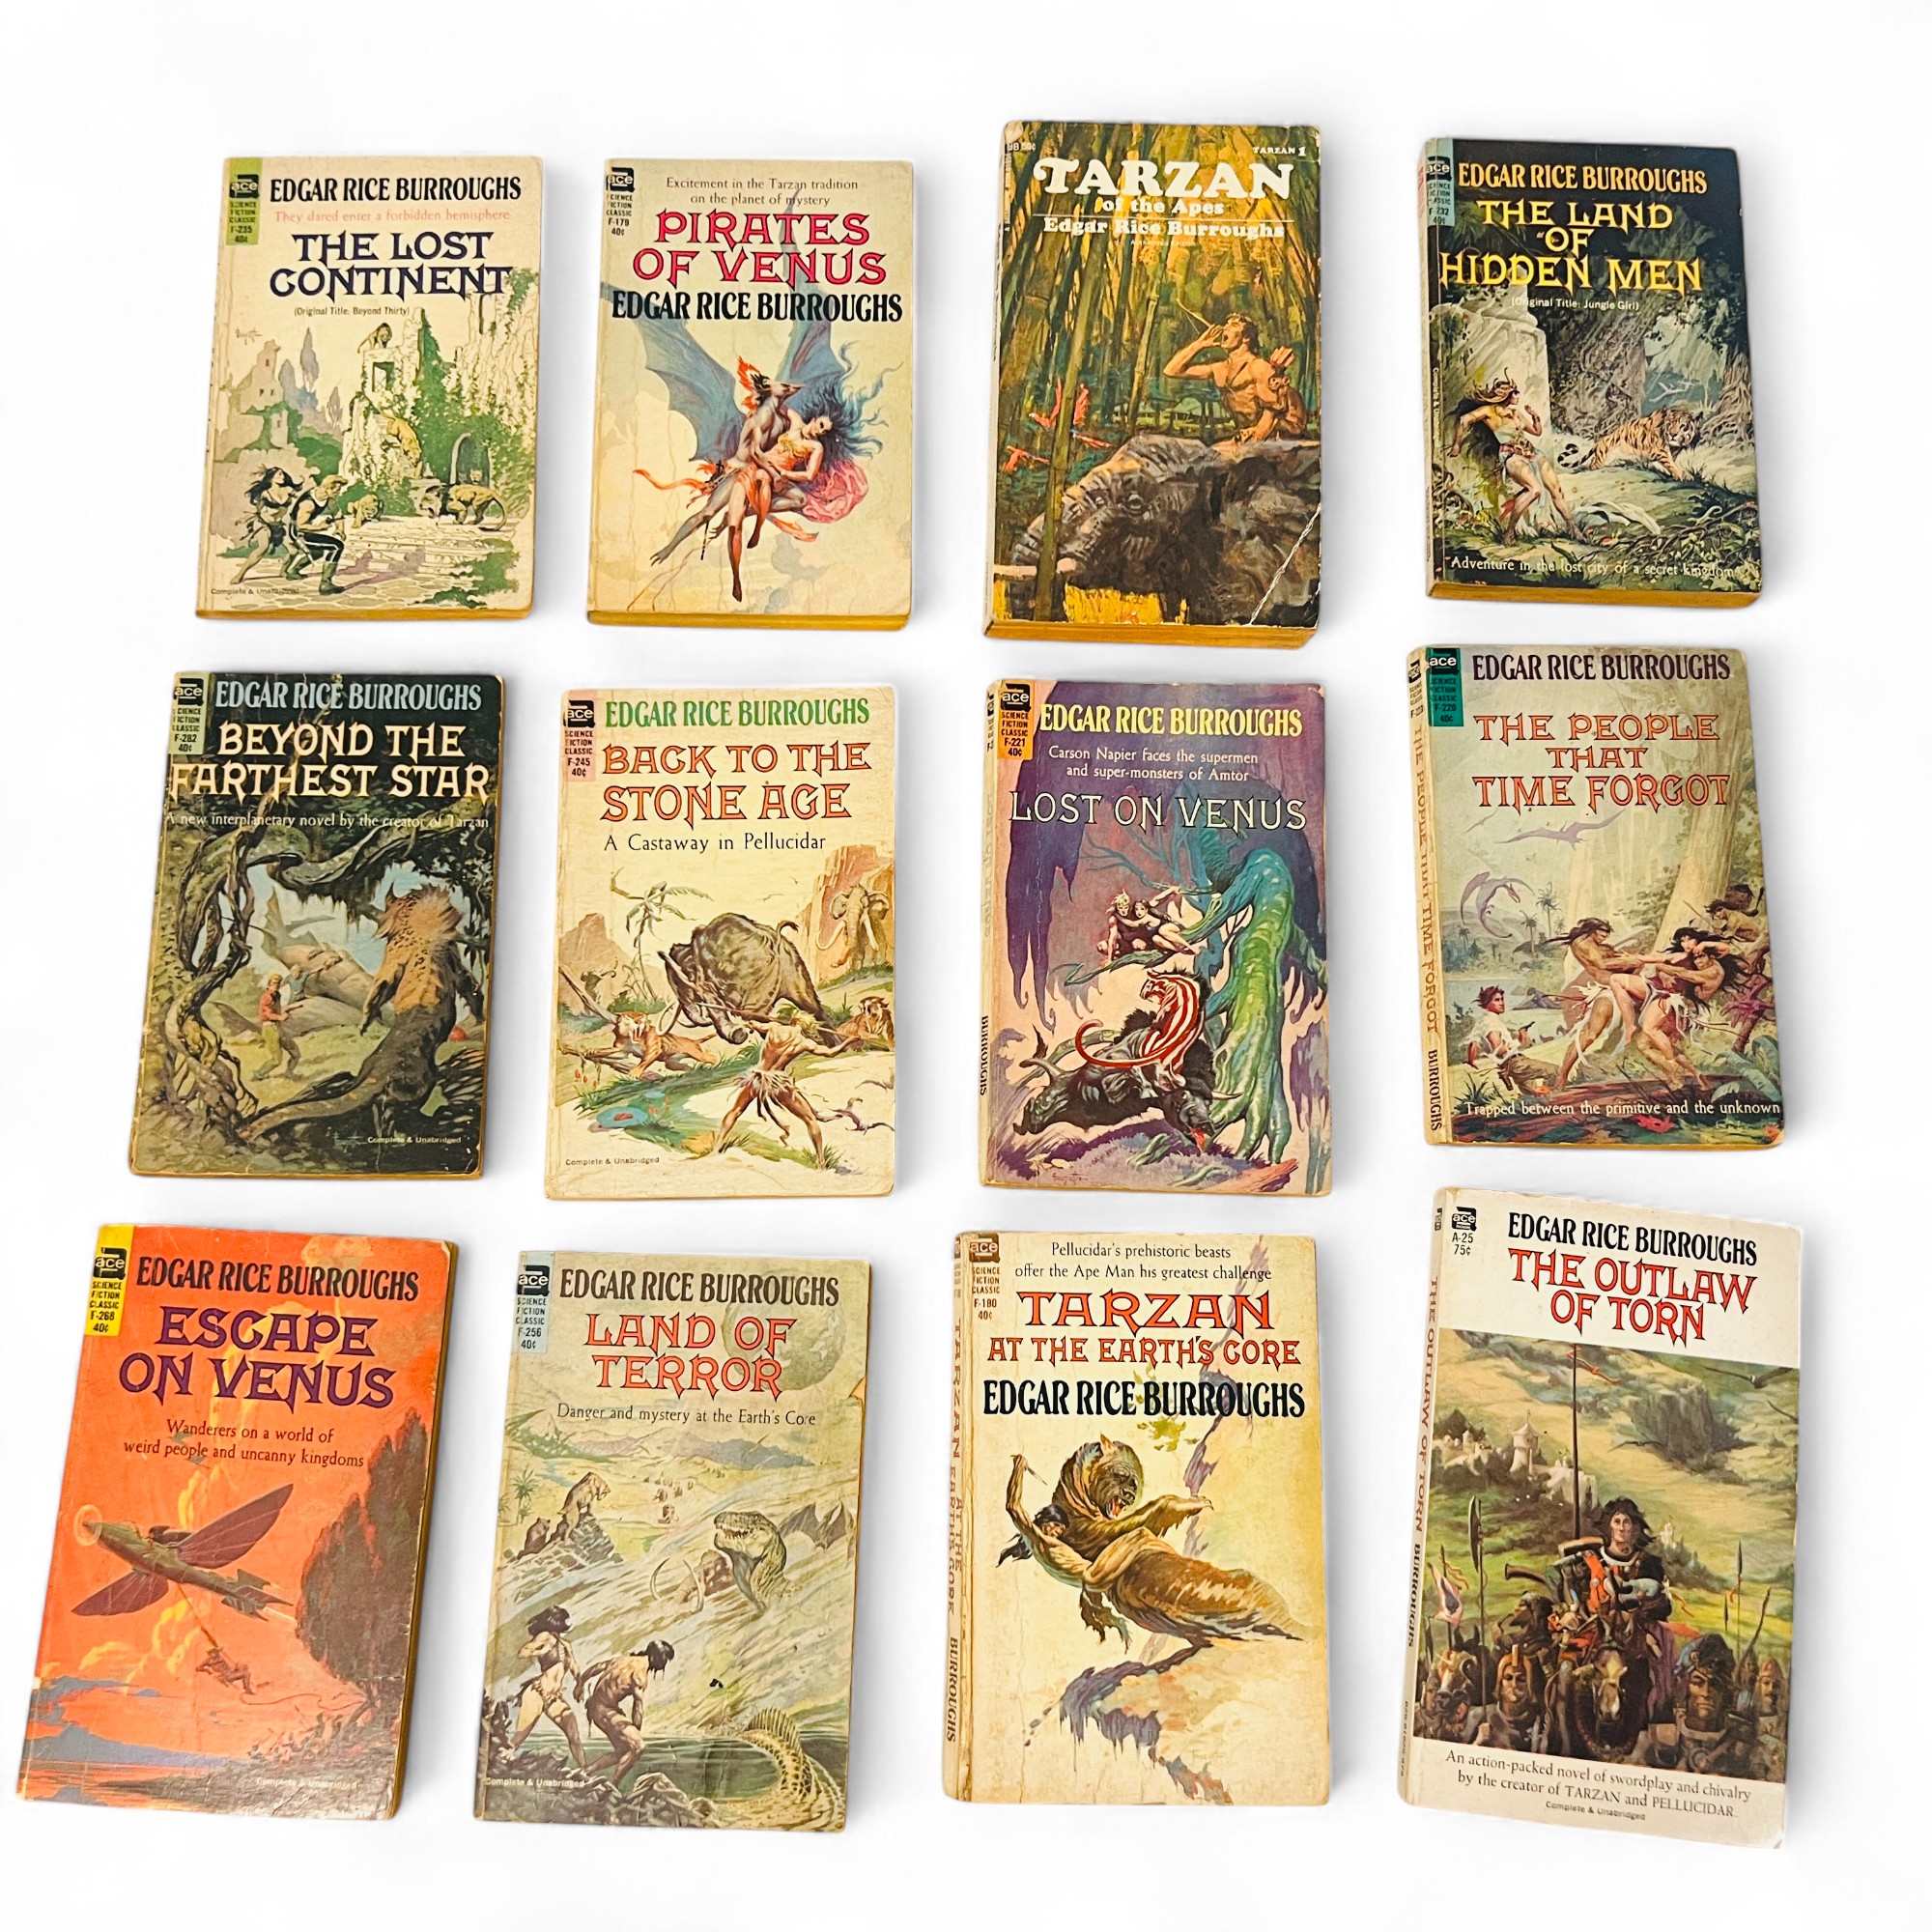 ace
SCIENCE
FICTION
CLASSIC
F-235
40¢
EDGAR RICE BURROUGHS
They dared enter a forbidden hemisphere
THE LOST
CONTINENT
(Original Title: Beyond Thirty)
Complete & Unabridged
ace
SCIENCE
FICTION
CLASSIC
F-179
40¢
Excitement in the Tarzan tradition
on the planet of mystery
PIRATES
OF VENUS
EDGAR RICE BURROUGHS
50¢
TARZAN 1
TARZAN
of the Apes
Edgar Rice Burroughs
ace
SCIENCE
FICTION
CLASSIC
F-232
40¢
EDGAR RICE BURROUGHS
THE LAND
OF
HIDDEN MEN
(Original Title: Jungle Girl)
Adventure in the lost city of a secret kingdom
ace
SCIENCE
FICTION
CLASSIC
F-282
40¢
EDGAR RICE BURROUGHS
BEYOND THE
FARTHEST STAR
A new interplanetary novel by the creator of Tarzan
Complete & Unabridged
ace
SCIENCE
FICTION
CLASSIC
F-245
40¢
EDGAR RICE BURROUGHS
BACK TO THE
STONE AGE
A Castaway in Pellucidar
Complete & Unabridged
BURROUGHS
ace
SCIENCE
FICTION
CLASSIC
F-221
40¢
EDGAR RICE BURROUGHS
Carson Napier faces the supermen
and super-monsters of Amtor
LOST ON VENUS
THE PEOPLE THAT TIME FORGOT BURROUGHS
ace
SCIENCE
FICTION
CLASSIC
F-220
40¢
EDGAR RICE BURROUGHS
THE PEOPLE
THAT
TIME FORGOT
Trapped between the primitive and the unknown
ace
SCIENCE
FICTION
CLASSIC
F-268
40¢
EDGAR RICE BURROUGHS
ESCAPE
ON VENUS
Wanderers on a world of
weird people and uncanny kingdoms
Complete & Unabridged
ace
SCIENCE
FICTION
CLASSIC
F-256
40¢
EDGAR RICE BURROUGHS
LAND OF
TERROR
Danger and mystery at the Earth's Core
Complete & Unabridged
TARZAN AT THE EARTH'S CORE BURROUGHS
ace
SCIENCE
FICTION
CLASSIC
F-180
40¢
Pellucidar's prehistoric beasts
offer the Ape Man his greatest challenge
TARZAN
AT THE EARTH'S CORE
EDGAR RICE BURROUGHS
THE OUTLAW OF TORN BURROUGHS
ace
A-25
75¢
EDGAR RICE BURROUGHS
THE OUTLAW
OF TORN
An action-packed novel of swordplay and chivalry
by the creator of TARZAN and PELLUCIDAR.
Complete & Unabridged